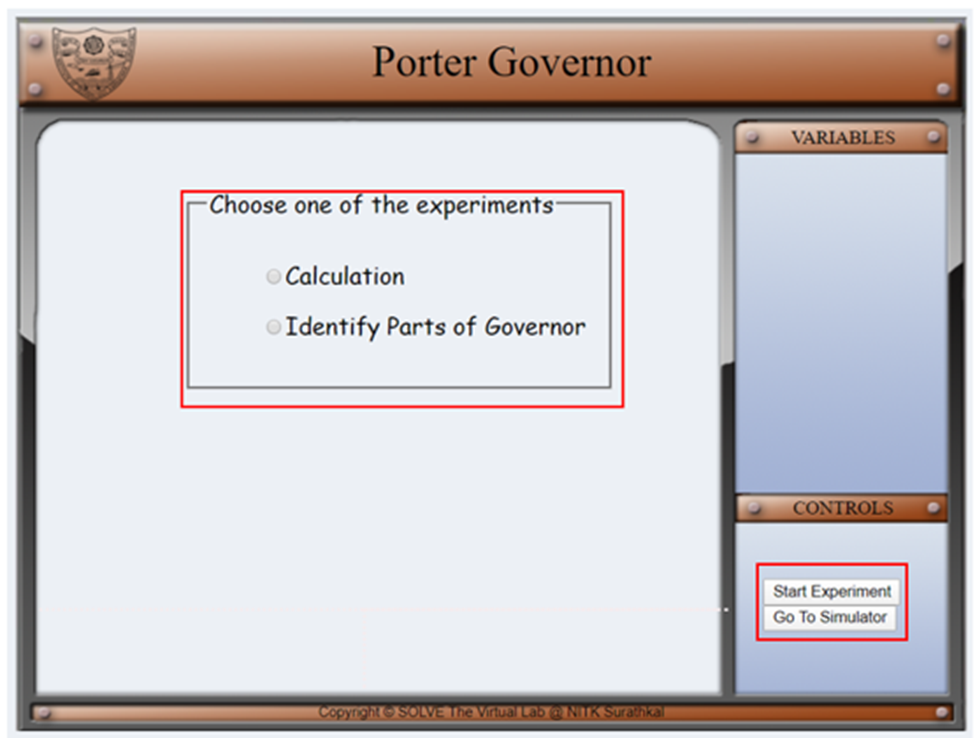 Porter Governor
VARIABLES
Choose one of the experiments
Calculation
Identify Parts of Governor
CONTROLS
Start Experiment
Go To Simulator
Copyright © SOLVE The Virtual Lab @ NITK Surathkal